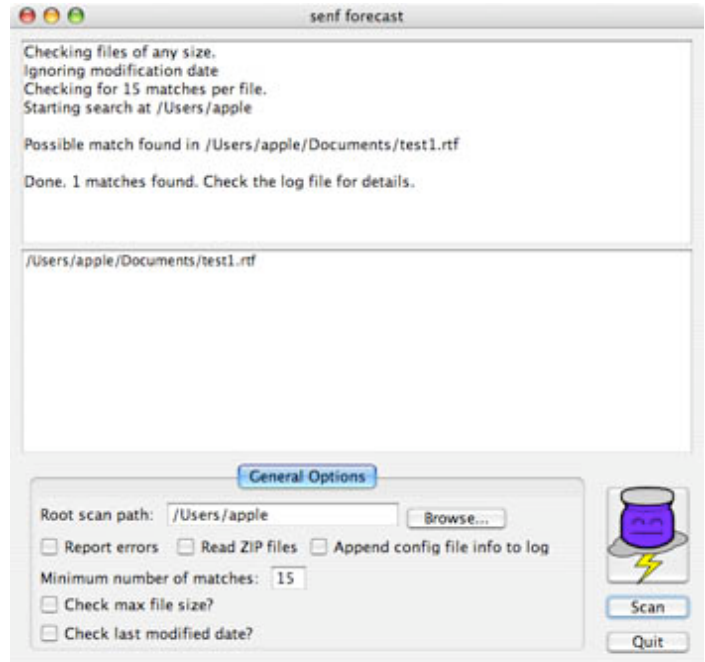 senf forecast
Checking files of any size.
Ignoring modification date
Checking for 15 matches per file.
Starting search at /Users/apple
Possible match found in /Users/apple/Documents/test1.rtf
Done. 1 matches found. Check the log file for details.
/Users/apple/Documents/test1.rtf
General Options
Root scan path: /Users/apple Browse...
Report errors Read ZIP files Append config file info to log
Minimum number of matches: 15
Check max file size?
Scan
Check last modified date?
Quit